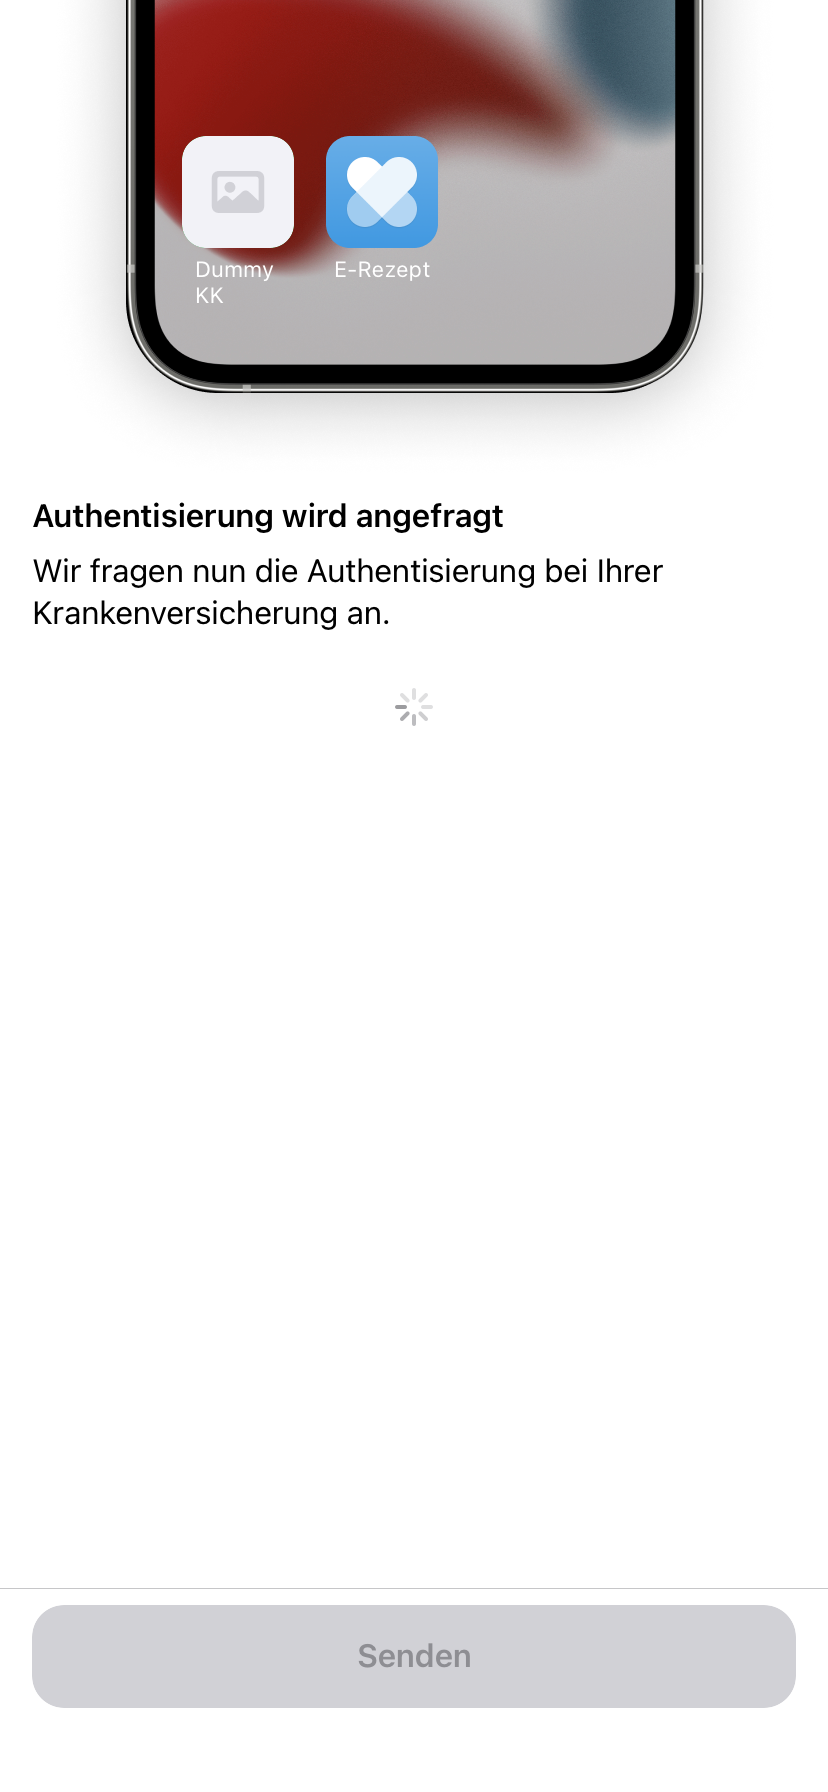 Dummy
KK
E-Rezept
Authentisierung wird angefragt
Wir fragen nun die Authentisierung bei Ihrer
Krankenversicherung an.
Senden